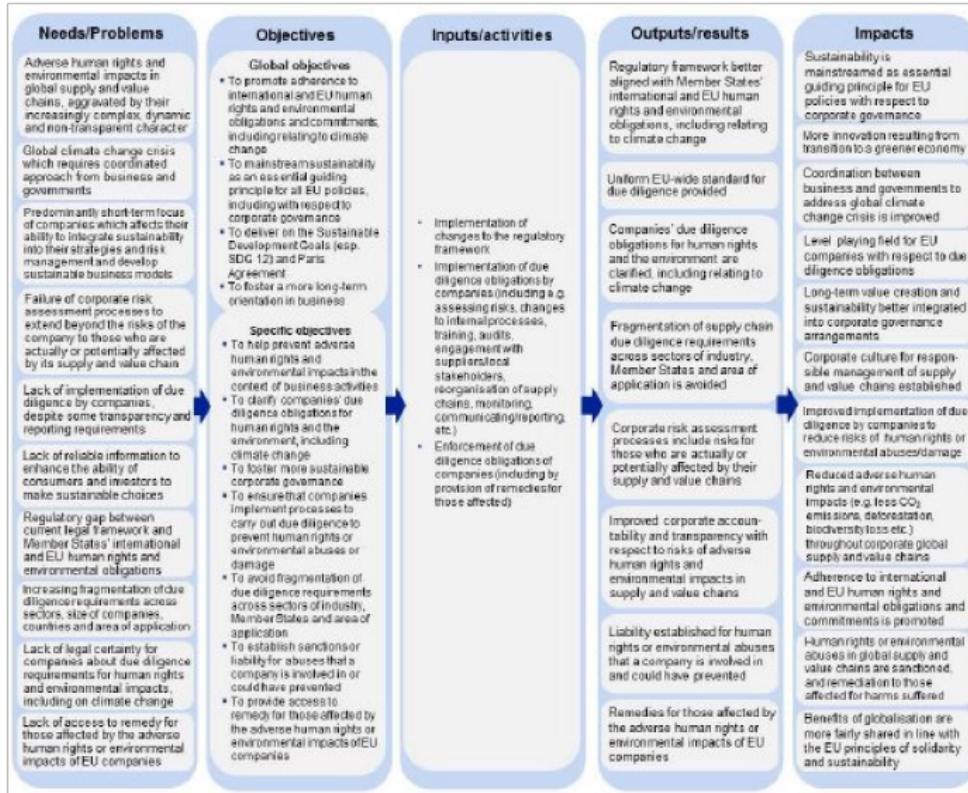 Needs/Problems
Adverse human rights and
environmental impacts in
global supply and value
chains, aggravated by their
increasingly complex, dynamic
and non-transparent character
Global climate change crisis
which requires coordinated
approach from business and
governments
Predominantly short-term focus
of companies which affects their
ability to integrate sustainability
into their strategies and risk
management and develop
sustainable business models
Failure of corporate risk
assessment processes to
extend beyond the risks of the
company to those who are
actually or potentially affected
by its supply and value chain
Lack of implementation of due
diligence by companies,
despite some transparency and
reporting requirements
Lack of reliable information to
enhance the ability of
consumers and investors to
make sustainable choices
Regulatory gap between
current legal framework and
Member States' international
and EU human rights and
environmental obligations
Increasing fragmentation of due
diligence requirements across
sectors, size of companies,
countries and area of application
Lack of legal certainty for
companies about due diligence
requirements for human rights
and environmental impacts,
including on climate change
Lack of access to remedy for
those affected by the adverse
human rights or environmental
impacts of EU companies
Objectives
Global objectives
• To promote adherence to
international and EU human
rights and environmental
obligations and commitments,
including relating to climate
change
• To mainstream sustainability
as an essential guiding
principle for all EU policies,
including with respect to
corporate governance
• To deliver on the Sustainable
Development Goals (esp.
SDG 12) and Paris
Agreement
• To foster a more long-term
orientation in business
Specific objectives
• To help prevent adverse
human rights and
environmental impacts in the
context of business activities
• To clarify companies' due
diligence obligations for
human rights and the
environment, including
climate change
• To foster more sustainable
corporate governance
• To ensure that companies
implement processes to
carry out due diligence to
prevent human rights or
environmental abuses or
damage
• To avoid fragmentation of
due diligence requirements
across sectors of industry,
Member States and area of
application
• To establish sanctions or
liability for abuses that a
company is involved in or
could have prevented
• To provide access to
remedy for those affected by
the adverse human rights or
environmental impacts of EU
companies
Inputs/activities
• Implementation of
changes to the regulatory
framework
• Implementation of due
diligence obligations by
companies (including e.g.
assessing risks, changes
to internal processes,
training, audits,
engagement with
suppliers/local
stakeholders,
reorganisation of supply
chains, monitoring,
communicating/reporting,
etc.)
• Enforcement of due
diligence obligations of
companies (including by
provision of remedies for
those affected)
Outputs/results
Regulatory framework better
aligned with Member States'
international and EU human
rights and environmental
obligations, including relating
to climate change
Uniform EU-wide standard for
due diligence provided
Companies' due diligence
obligations for human rights
and the environment are
clarified, including relating to
climate change
Fragmentation of supply chain
due diligence requirements
across sectors of industry,
Member States and area of
application is avoided
Corporate risk assessment
processes include risks for
those who are actually or
potentially affected by their
supply and value chains
Improved corporate accoun-
tability and transparency with
respect to risks of adverse
human rights and
environmental impacts in
supply and value chains
Liability established for human
rights or environmental abuses
that a company is involved in
and could have prevented
Remedies for those affected by
the adverse human rights or
environmental impacts of EU
companies
Impacts
Sustainability is
mainstreamed as essential
guiding principle for EU
policies with respect to
corporate governance
More innovation resulting from
transition to a greener economy
Coordination between
business and governments to
address global climate
change crisis is improved
Level playing field for EU
companies with respect to due
diligence obligations
Long-term value creation and
sustainability better integrated
into corporate governance
arrangements
Corporate culture for respon-
sible management of supply
and value chains established
Improved implementation of due
diligence by companies to
reduce risks of human rights or
environmental abuses/damage
Reduced adverse human
rights and environmental
impacts (e.g. less CO₂
emissions, deforestation,
biodiversity loss etc.)
throughout corporate global
supply and value chains
Adherence to international
and EU human rights and
environmental obligations and
commitments is promoted
Human rights or environmental
abuses in global supply and
value chains are sanctioned,
and remediation to those
affected for harms suffered
Benefits of globalisation are
more fairly shared in line with
the EU principles of solidarity
and sustainability